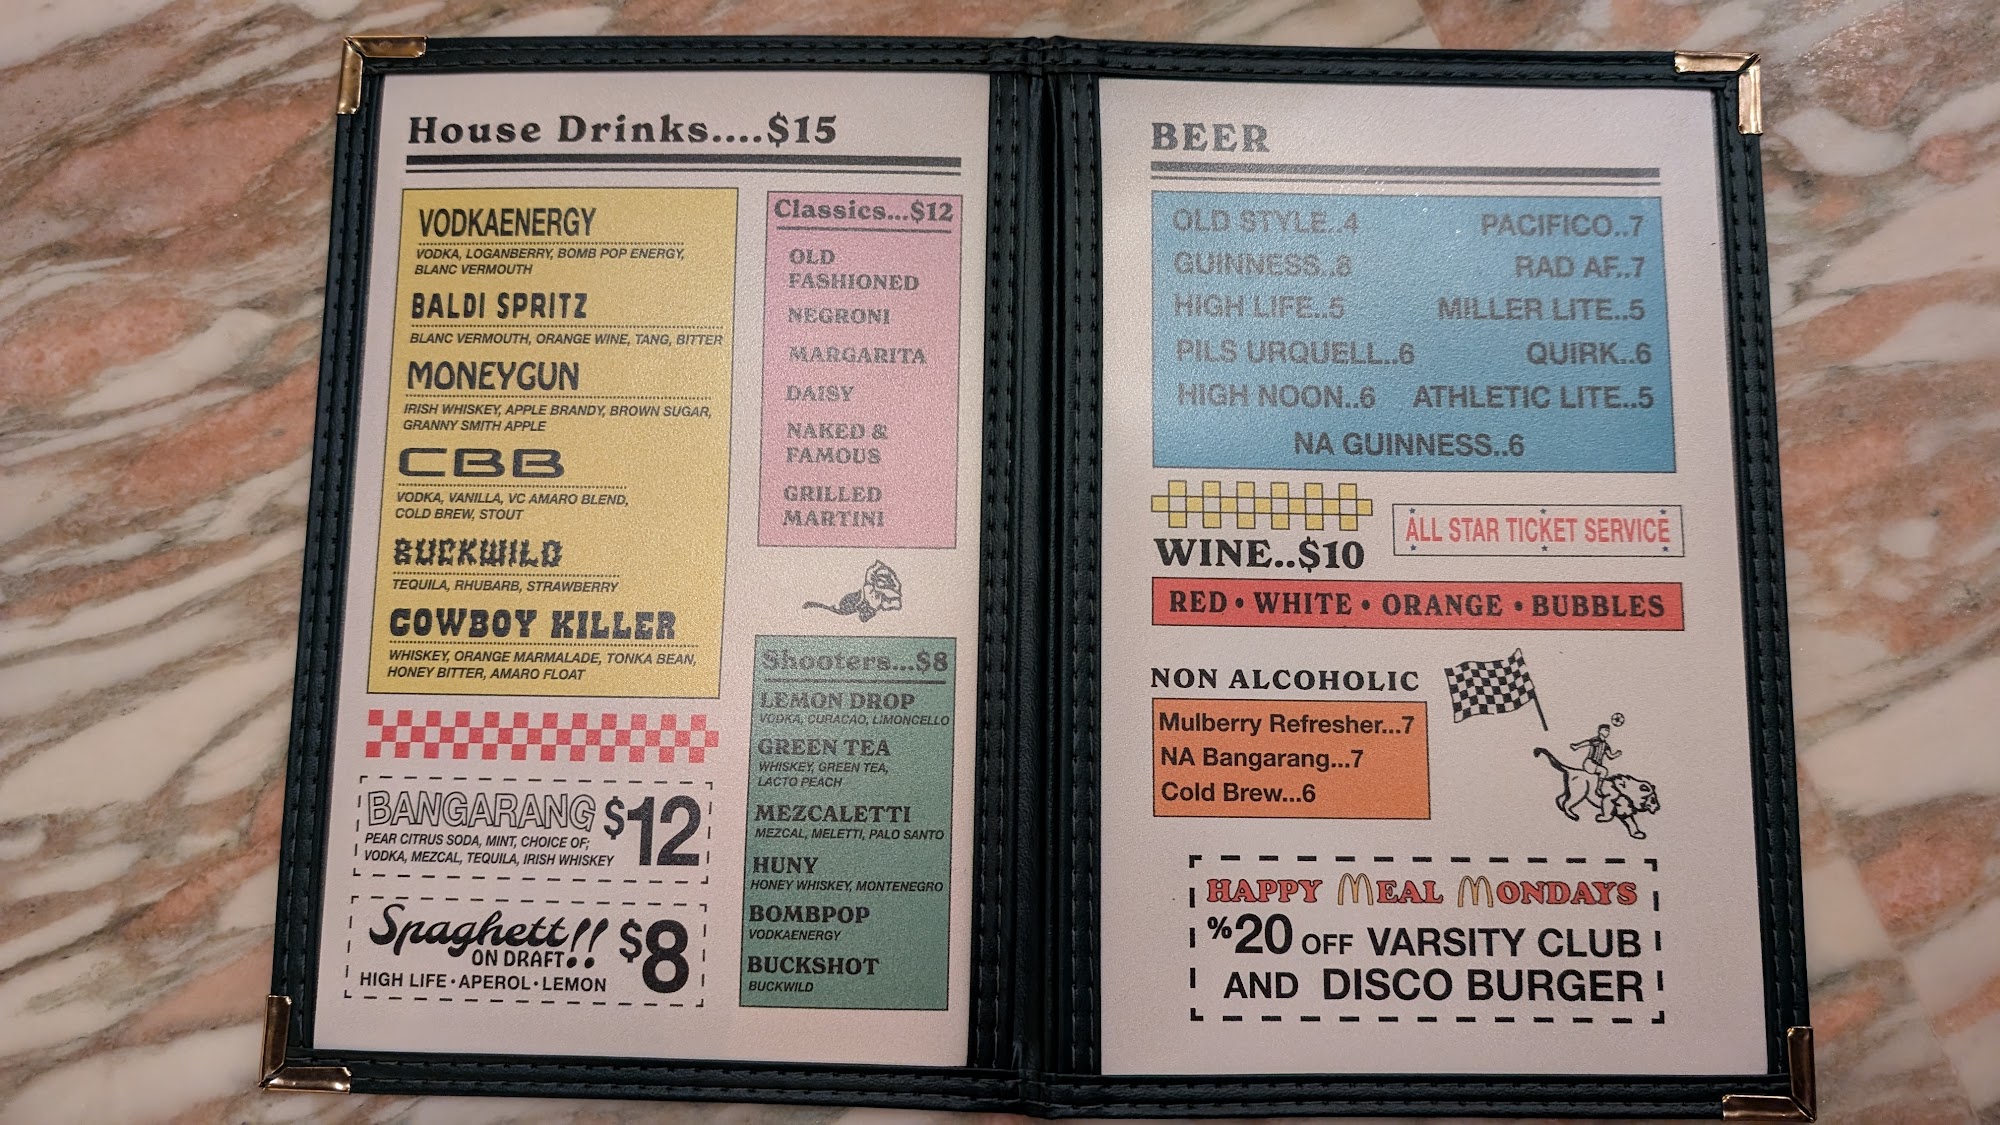 House Drinks....$15
VODKAENERGY
VODKA, LOGANBERRY, BOMB POP ENERGY,
BLANC VERMOUTH
BALDI SPRITZ
BLANC VERMOUTH, ORANGE WINE, TANG, BITTER
MONEYGUN
IRISH WHISKEY, APPLE BRANDY, BROWN SUGAR,
GRANNY SMITH APPLE
CBB
VODKA, VANILLA, VC AMARO BLEND,
COLD BREW, STOUT
BUCKWILD
TEQUILA, RHUBARB, STRAWBERRY
COWBOY KILLER
WHISKEY, ORANGE MARMALADE, TONKA BEAN,
HONEY BITTER, AMARO FLOAT
BANGARANG $12
PEAR CITRUS SODA, MINT, CHOICE OF;
VODKA, MEZCAL, TEQUILA, IRISH WHISKEY
Spaghett!! $8
ON DRAFT
HIGH LIFE • APEROL • LEMON
Classics...$12
OLD
FASHIONED
NEGRONI
MARGARITA
DAISY
NAKED &
FAMOUS
GRILLED
MARTINI
Shooters...$8
LEMON DROP
VODKA, CURACAO, LIMONCELLO
GREEN TEA
WHISKEY, GREEN TEA,
LACTO PEACH
MEZCALETTI
MEZCAL, MELETTI, PALO SANTO
HUNY
HONEY WHISKEY, MONTENEGRO
BOMBPOP
VODKAENERGY
BUCKSHOT
BUCKWILD
BEER
OLD STYLE..4 PACIFICO..7
GUINNESS..8 RAD AF..7
HIGH LIFE..5 MILLER LITE..5
PILS URQUELL..6 QUIRK..6
HIGH NOON..6 ATHLETIC LITE..5
NA GUINNESS..6
ALL STAR TICKET SERVICE
WINE..$10
RED • WHITE • ORANGE • BUBBLES
NON ALCOHOLIC
Mulberry Refresher...7
NA Bangarang...7
Cold Brew...6
HAPPY MEAL MONDAYS
%20 OFF VARSITY CLUB
AND DISCO BURGER